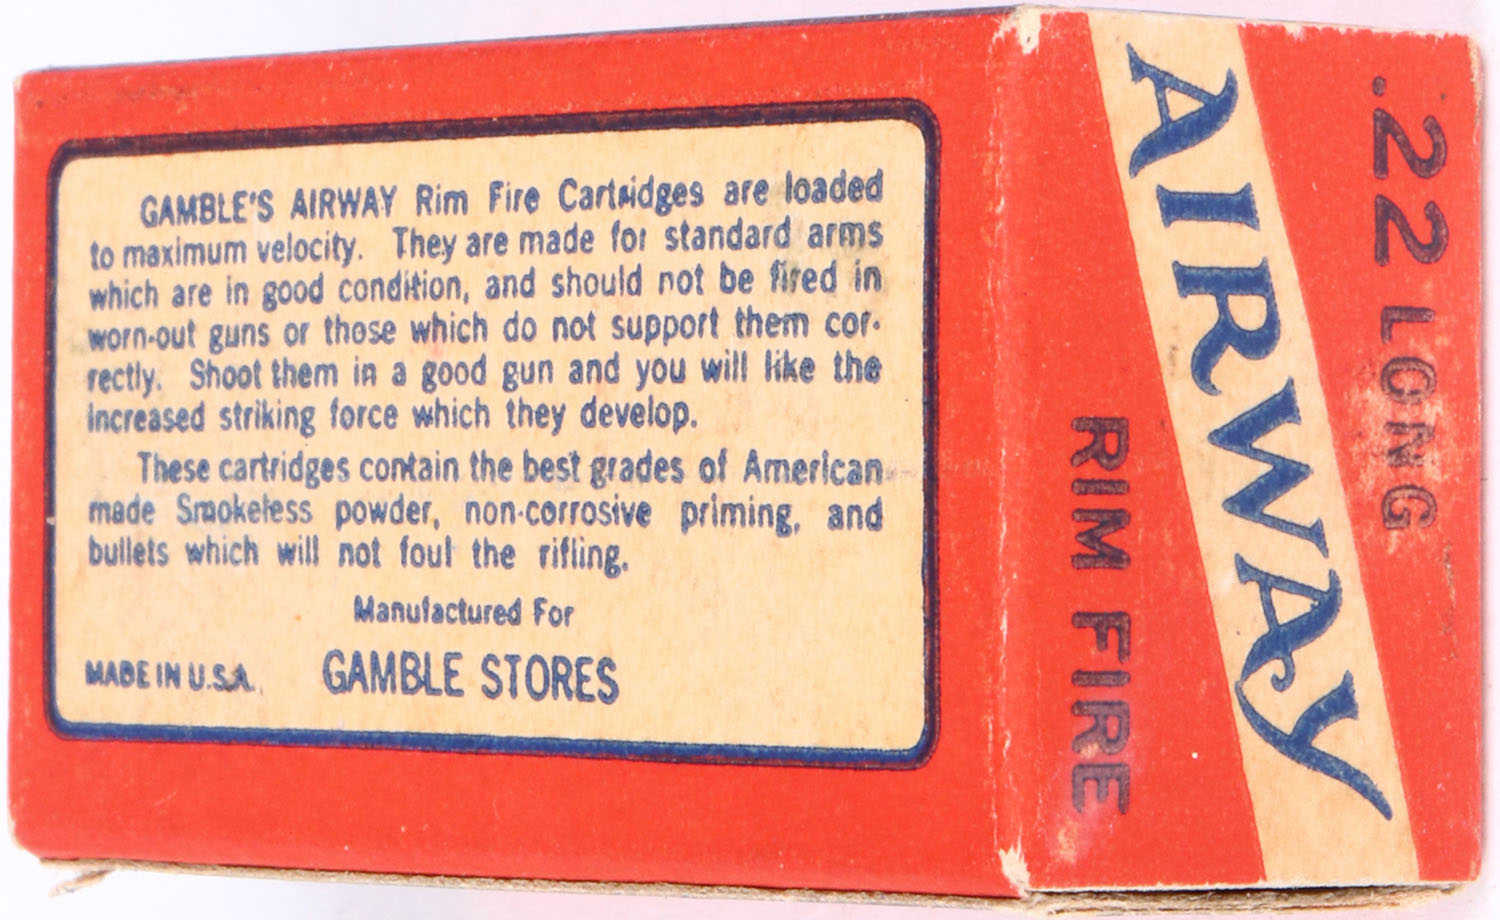 GAMBLE'S AIRWAY Rim Fire Cartridges are loaded
to maximum velocity. They are made for standard arms
which are in good condition, and should not be fired in
worn-out guns or those which do not support them cor-
rectly. Shoot them in a good gun and you will like the
increased striking force which they develop.
These cartridges contain the best grades of American
made Smokeless powder, non-corrosive priming, and
bullets which will not foul the rifling.
Manufactured For
MADE IN U.S.A. GAMBLE STORES
.22 LONG
AIRWAY
RIM FIRE